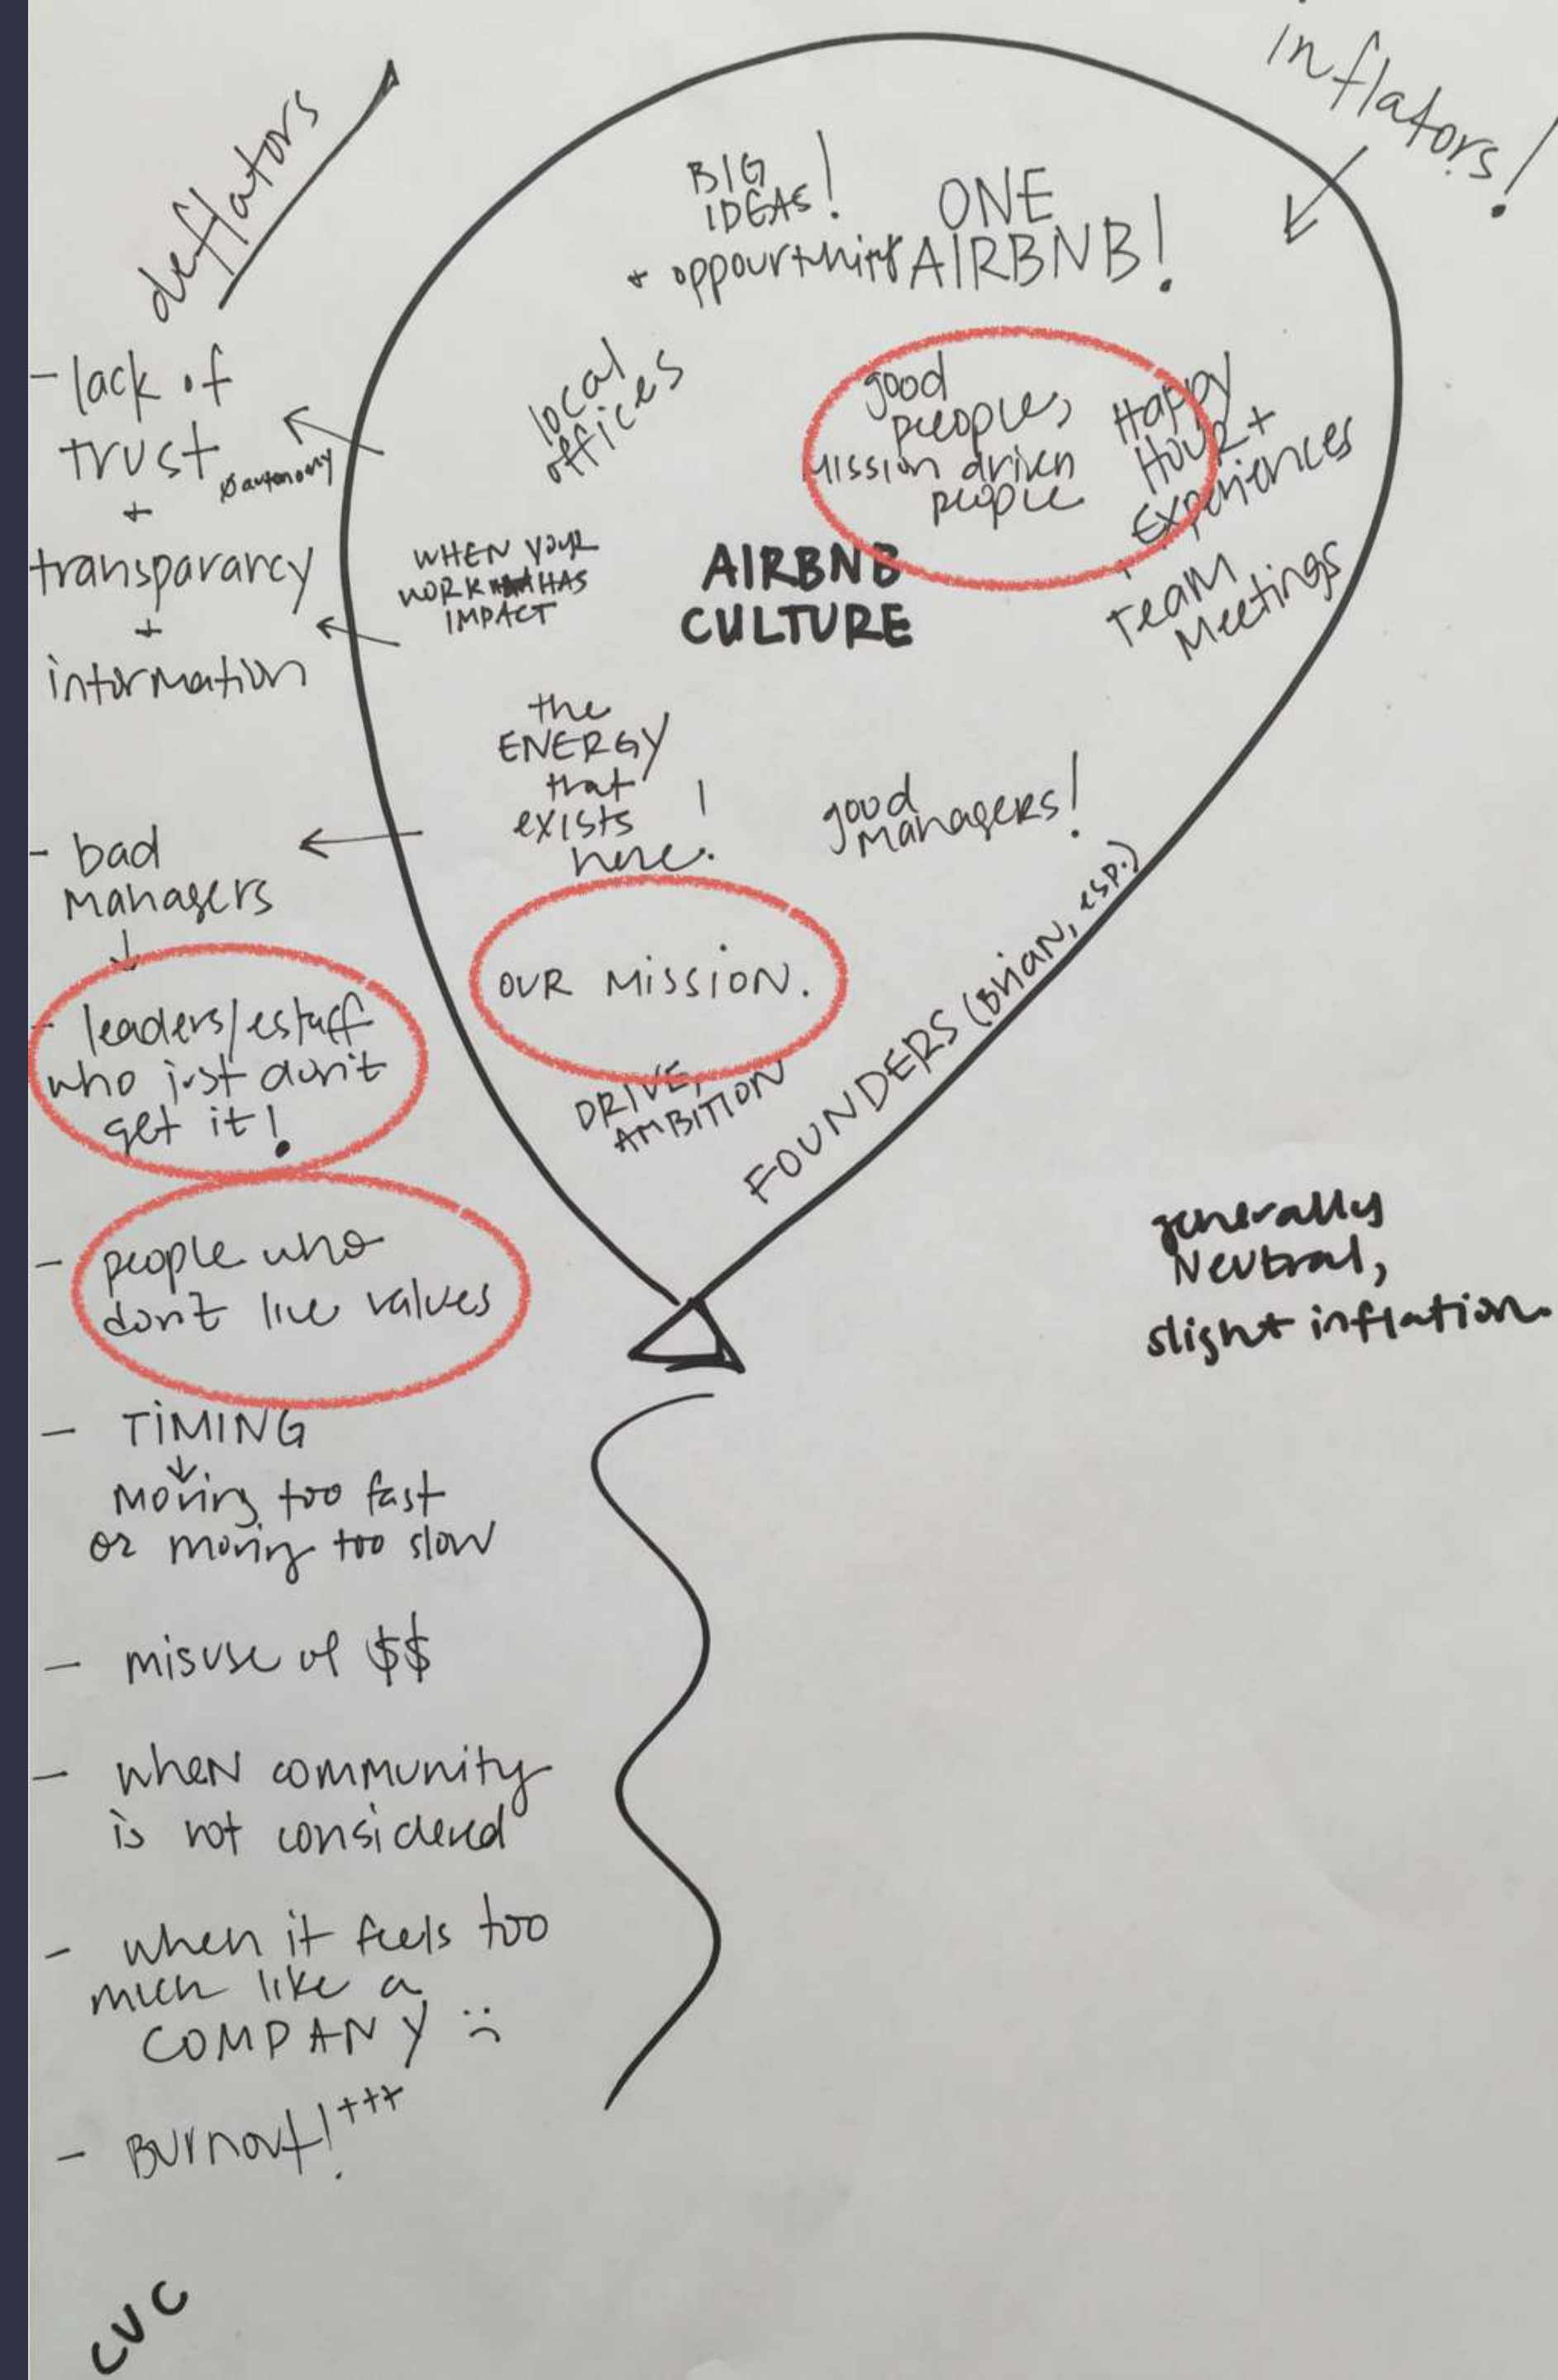 deflators
inflators!
BIG
IDEAS!
+ oppourtunity
ONE
AIRBNB!
local
offices
good
people,
Mission driven
people
Happy
Hour +
Experiences
Team
Meetings
WHEN YOUR
WORK HAS
IMPACT
AIRBNB
CULTURE
the
ENERGY
that
exists
here!
good
Managers!
OUR MISSION.
DRIVE,
AMBITION
FOUNDERS (Brian, esp.)
- lack of
trust
ø autonomy
+
transparancy
+
information
- bad
Managers
- leaders/estaff
who just don't
get it!
- people who
don't live values
- TIMING
Moving too fast
or moving too slow
- misuse of $$
- when community
is not considered
- when it feels too
much like a
COMPANY :(
- Burnout! +++
generally
Neutral,
slight inflation.
CVC